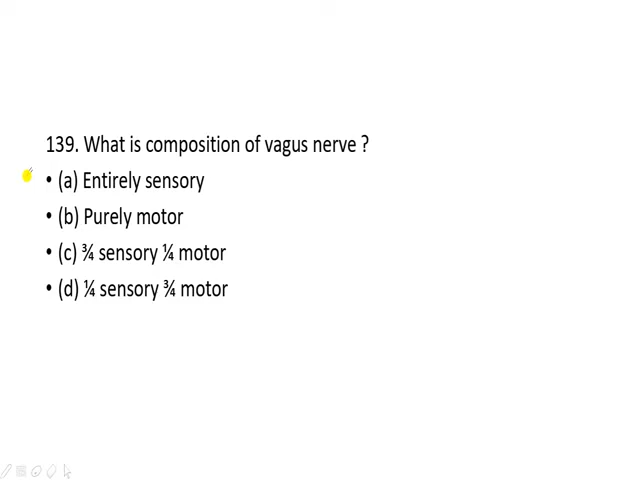 139. What is composition of vagus nerve ?
• (a) Entirely sensory
• (b) Purely motor
• (c) ¾ sensory ¼ motor
• (d) ¼ sensory ¾ motor